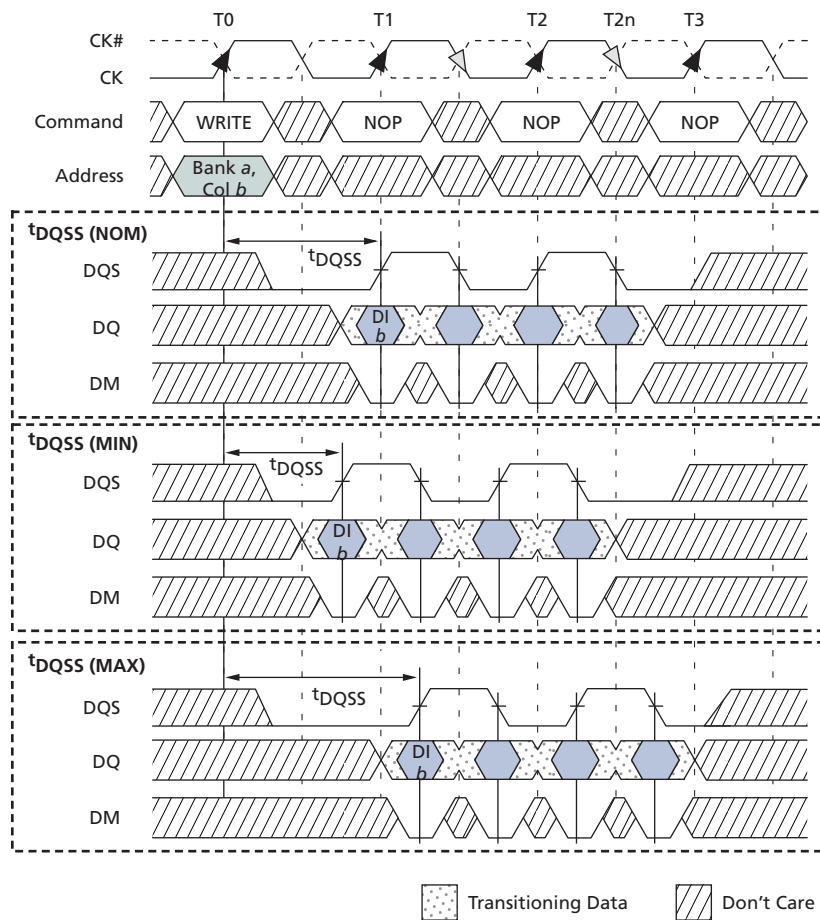 T0 T1 T2 T2n T3
CK#
CK
Command WRITE NOP NOP NOP
Address Bank a,
Col b
tDQSS (NOM)
tDQSS
DQS
DQ DI
b
DM
tDQSS (MIN)
tDQSS
DQS
DQ DI
b
DM
tDQSS (MAX)
tDQSS
DQS
DQ DI
b
DM
Transitioning Data Don't Care